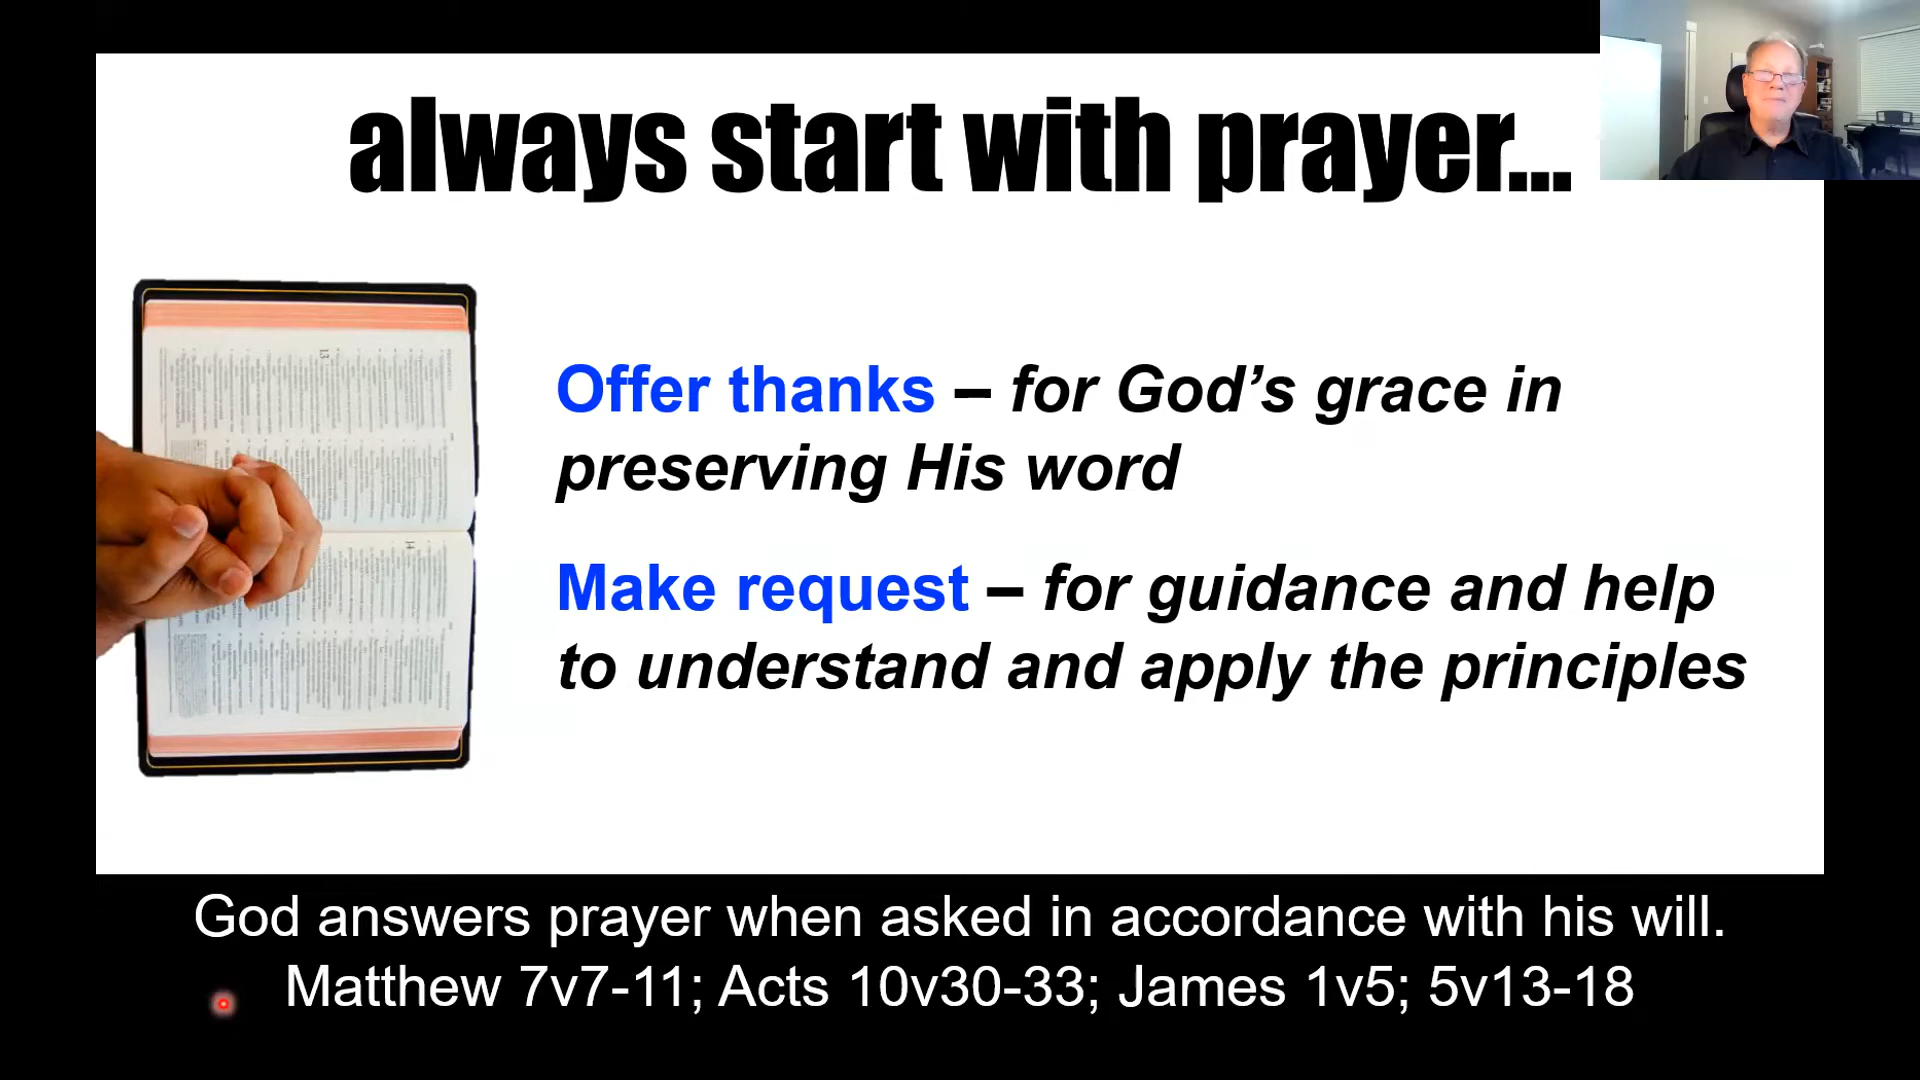 always start with prayer...
Offer thanks – for God’s grace in
preserving His word
Make request – for guidance and help
to understand and apply the principles
God answers prayer when asked in accordance with his will.
Matthew 7v7-11; Acts 10v30-33; James 1v5; 5v13-18
13
14